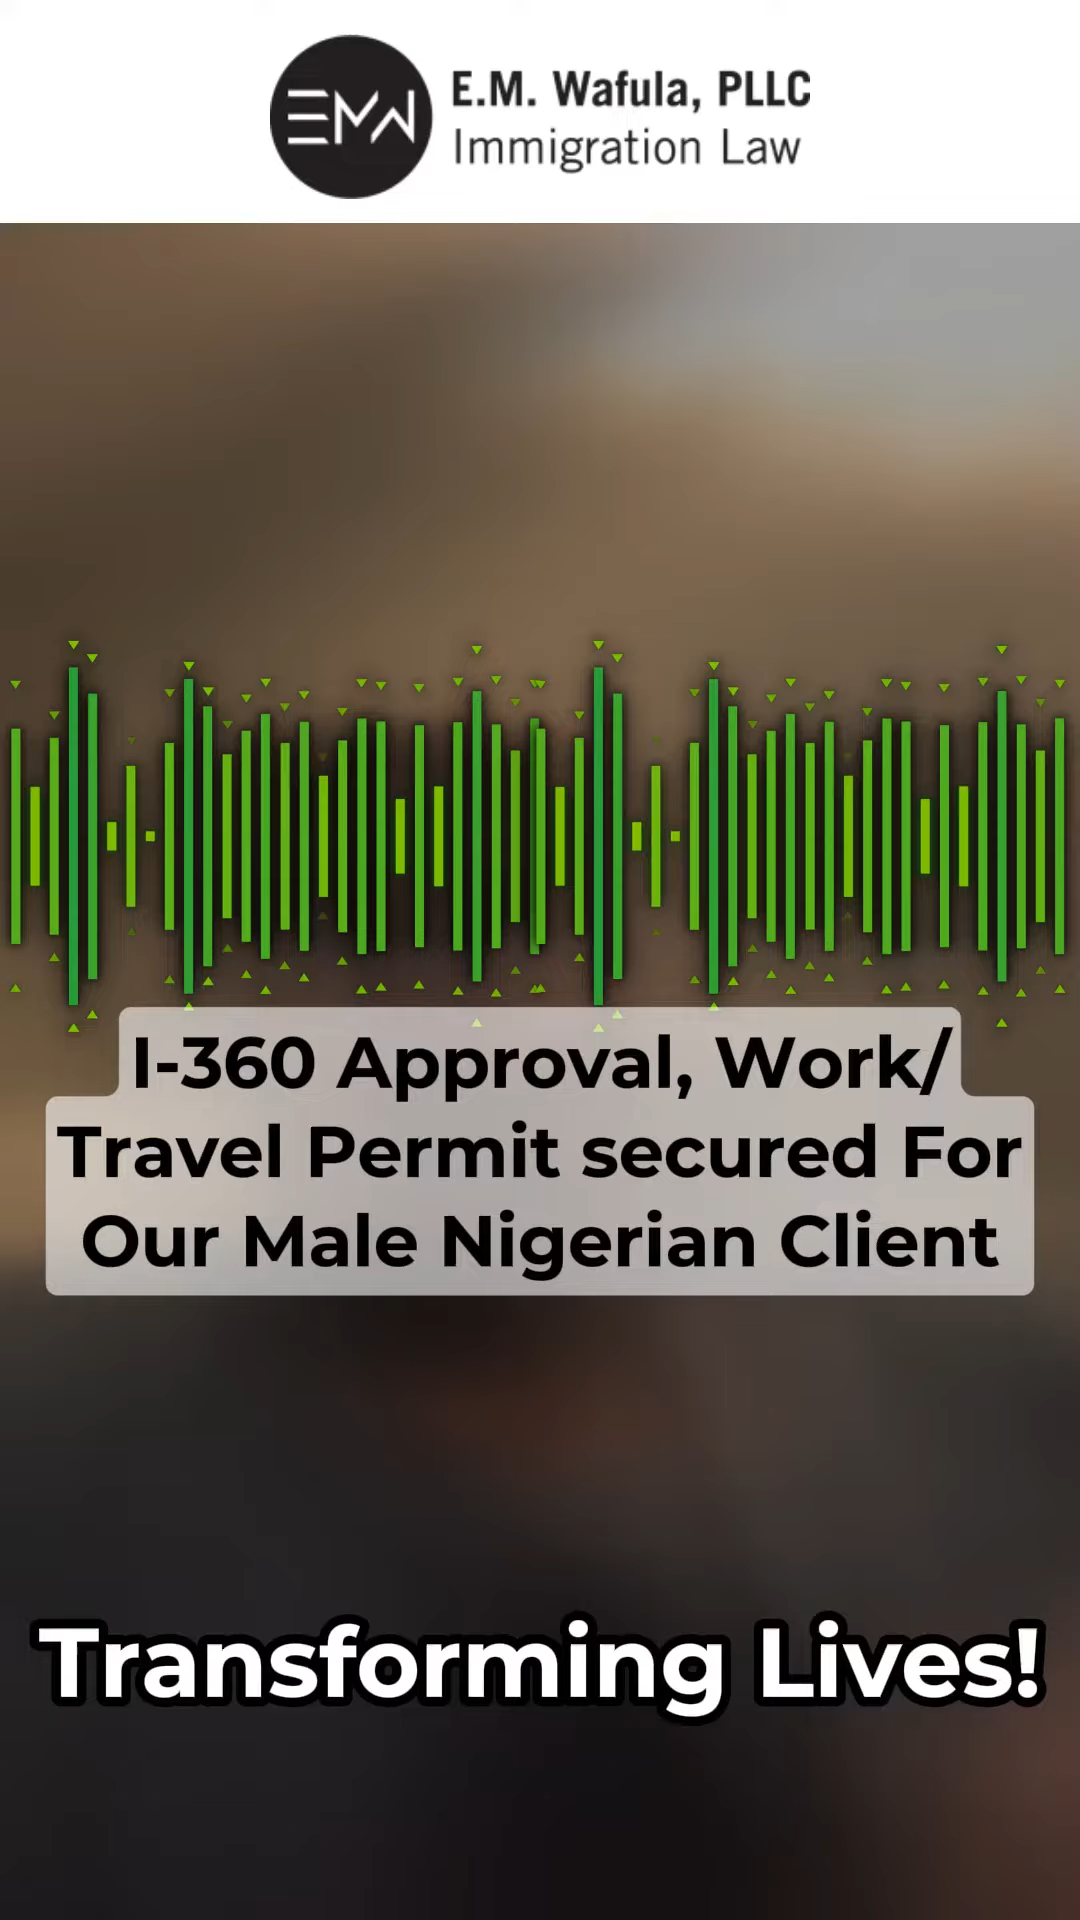 EMW
E.M. Wafula, PLLC
Immigration Law
I-360 Approval, Work/
Travel Permit secured For
Our Male Nigerian Client
Transforming Lives!